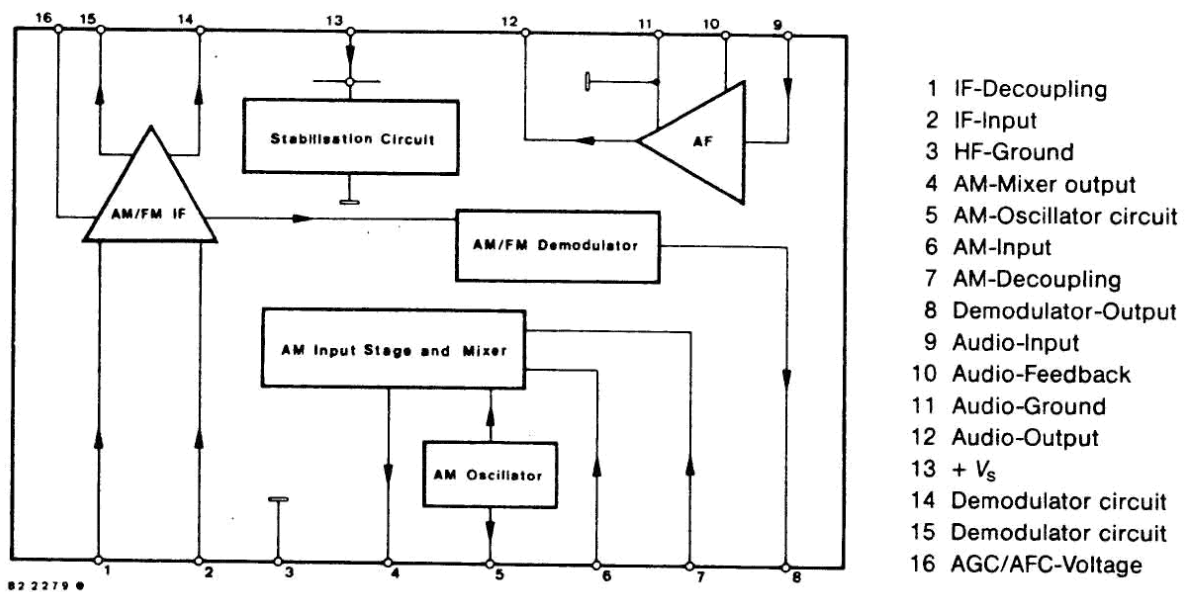 16 15 14 13 12 11 10 9
Stabilisation Circuit
AF
AM/FM IF
AM/FM Demodulator
AM Input Stage and Mixer
AM Oscillator
1 2 3 4 5 6 7 8
82 2279 e
1 IF-Decoupling
2 IF-Input
3 HF-Ground
4 AM-Mixer output
5 AM-Oscillator circuit
6 AM-Input
7 AM-Decoupling
8 Demodulator-Output
9 Audio-Input
10 Audio-Feedback
11 Audio-Ground
12 Audio-Output
13 + Vs
14 Demodulator circuit
15 Demodulator circuit
16 AGC/AFC-Voltage